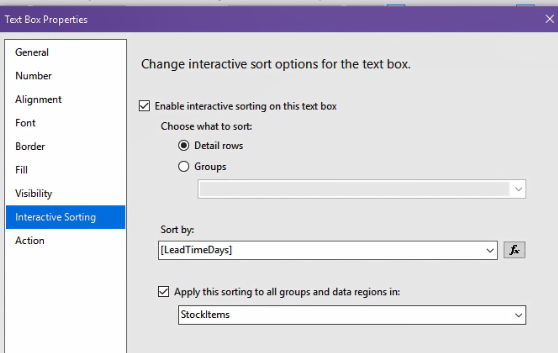 Text Box Properties
General
Number
Alignment
Font
Border
Fill
Visibility
Interactive Sorting
Action
Change interactive sort options for the text box.
Enable interactive sorting on this text box
Choose what to sort:
Detail rows
Groups
Sort by:
[LeadTimeDays]
fx
Apply this sorting to all groups and data regions in:
StockItems